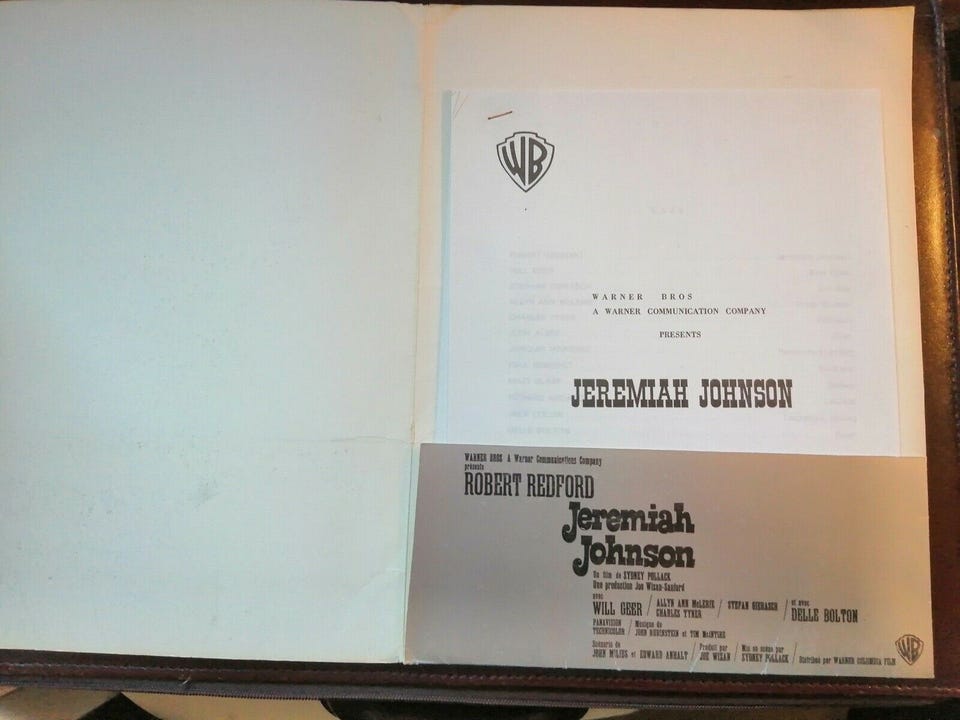 WB
WARNER BROS
A WARNER COMMUNICATION COMPANY
PRESENTS
JEREMIAH JOHNSON
WARNER BROS A Warner Communications Company
présente
ROBERT REDFORD
Jeremiah
Johnson
Un film de SYDNEY POLLACK
Une production Joe Wizan-Sanford
avec
WILL GEER / ALLYN ANN McLERIE / STEFAN GIERASCH / et avec
CHARLES TYNER
DELLE BOLTON
PANAVISION / Musique de
TECHNICOLOR / JOHN RUBINSTEIN et TIM McINTIRE
Scénario de / Produit par / Mis en scène par
JOHN MILIUS et EDWARD ANHALT / JOE WIZAN / SYDNEY POLLACK / Distribué par WARNER COLUMBIA FILM
WB